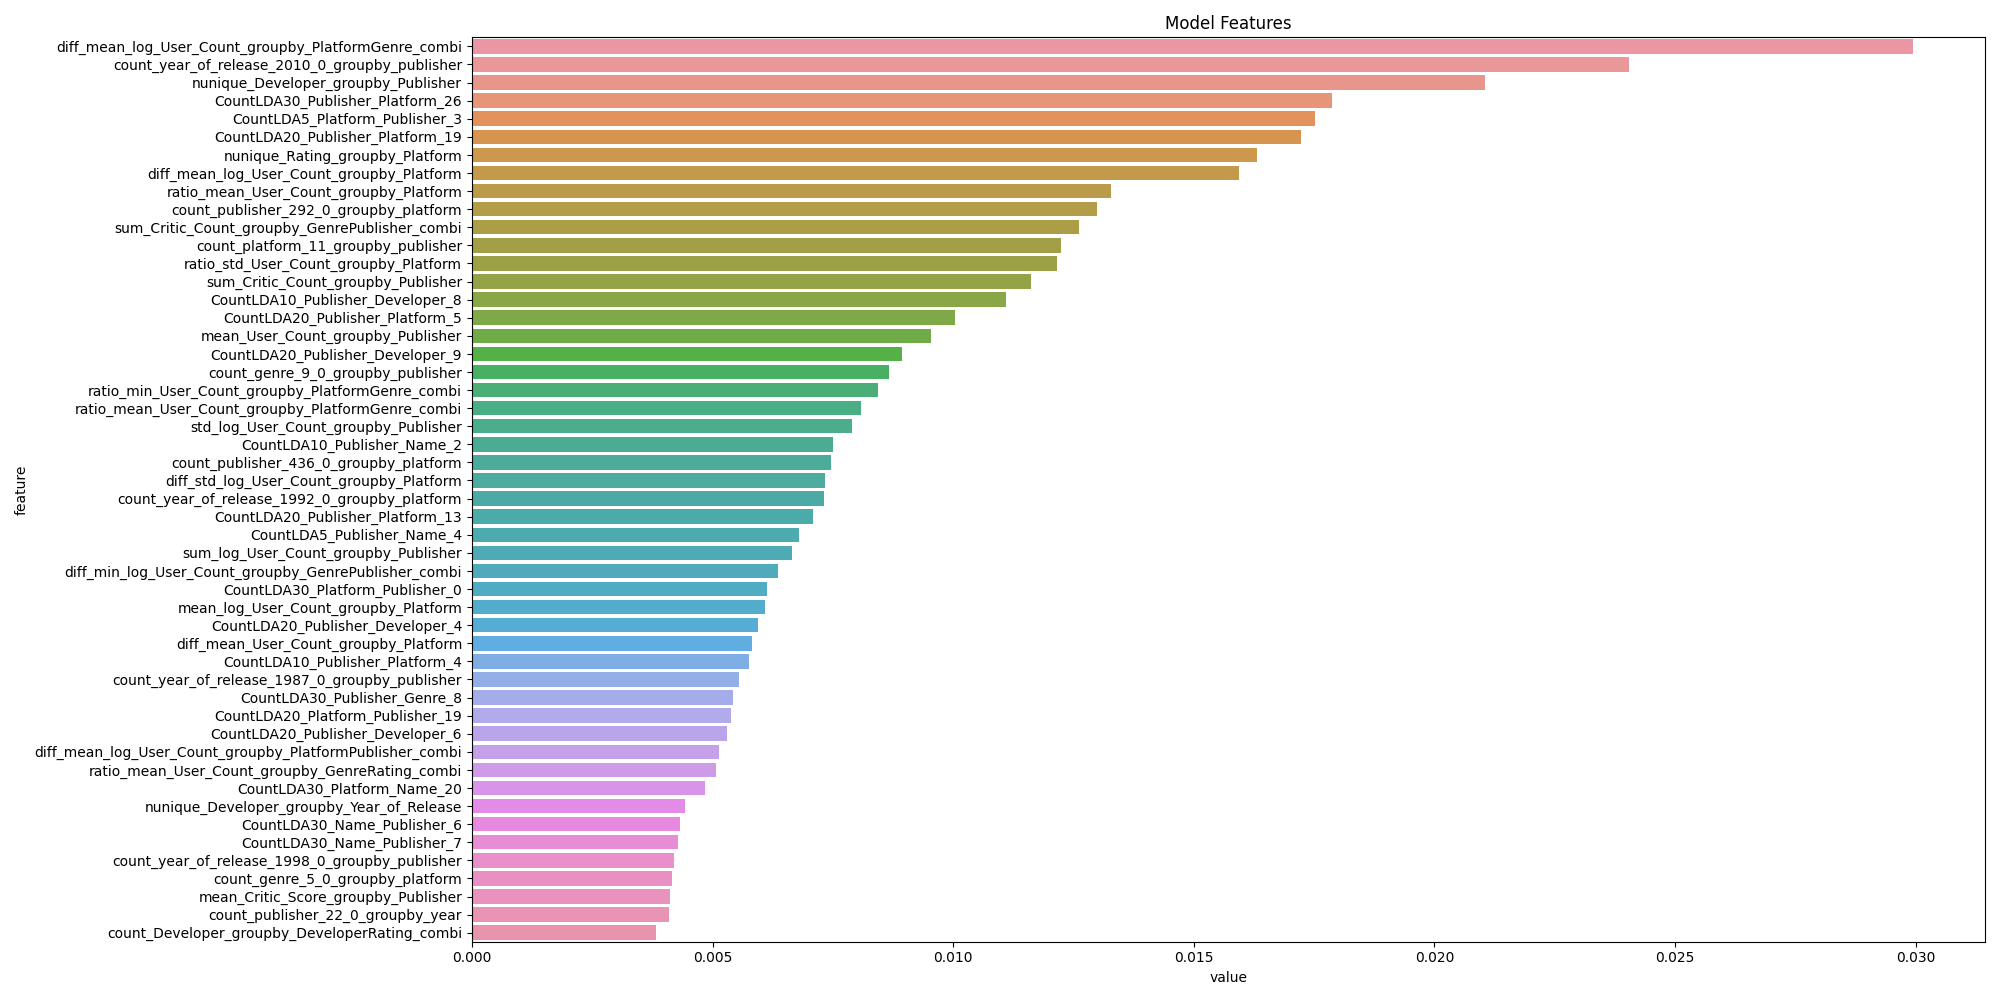 Model Features
feature
diff_mean_log_User_Count_groupby_PlatformGenre_combi
count_year_of_release_2010_0_groupby_publisher
nunique_Developer_groupby_Publisher
CountLDA30_Publisher_Platform_26
CountLDA5_Platform_Publisher_3
CountLDA20_Publisher_Platform_19
nunique_Rating_groupby_Platform
diff_mean_log_User_Count_groupby_Platform
ratio_mean_User_Count_groupby_Platform
count_publisher_292_0_groupby_platform
sum_Critic_Count_groupby_GenrePublisher_combi
count_platform_11_groupby_publisher
ratio_std_User_Count_groupby_Platform
sum_Critic_Count_groupby_Publisher
CountLDA10_Publisher_Developer_8
CountLDA20_Publisher_Platform_5
mean_User_Count_groupby_Publisher
CountLDA20_Publisher_Developer_9
count_genre_9_0_groupby_publisher
ratio_min_User_Count_groupby_PlatformGenre_combi
ratio_mean_User_Count_groupby_PlatformGenre_combi
std_log_User_Count_groupby_Publisher
CountLDA10_Publisher_Name_2
count_publisher_436_0_groupby_platform
diff_std_log_User_Count_groupby_Platform
count_year_of_release_1992_0_groupby_platform
CountLDA20_Publisher_Platform_13
CountLDA5_Publisher_Name_4
sum_log_User_Count_groupby_Publisher
diff_min_log_User_Count_groupby_GenrePublisher_combi
CountLDA30_Platform_Publisher_0
mean_log_User_Count_groupby_Platform
CountLDA20_Publisher_Developer_4
diff_mean_User_Count_groupby_Platform
CountLDA10_Publisher_Platform_4
count_year_of_release_1987_0_groupby_publisher
CountLDA30_Publisher_Genre_8
CountLDA20_Platform_Publisher_19
CountLDA20_Publisher_Developer_6
diff_mean_log_User_Count_groupby_PlatformPublisher_combi
ratio_mean_User_Count_groupby_GenreRating_combi
CountLDA30_Platform_Name_20
nunique_Developer_groupby_Year_of_Release
CountLDA30_Name_Publisher_6
CountLDA30_Name_Publisher_7
count_year_of_release_1998_0_groupby_publisher
count_genre_5_0_groupby_platform
mean_Critic_Score_groupby_Publisher
count_publisher_22_0_groupby_year
count_Developer_groupby_DeveloperRating_combi
0.000 0.005 0.010 0.015 0.020 0.025 0.030
value